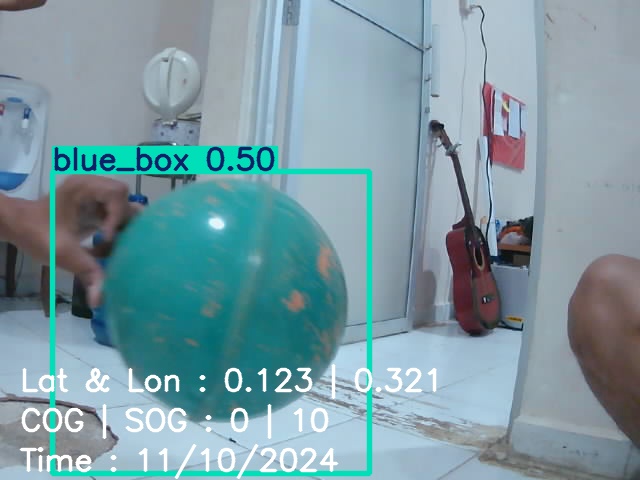 blue_box 0.50
Lat & Lon : 0.123 | 0.321
COG | SOG : 0 | 10
Time : 11/10/2024